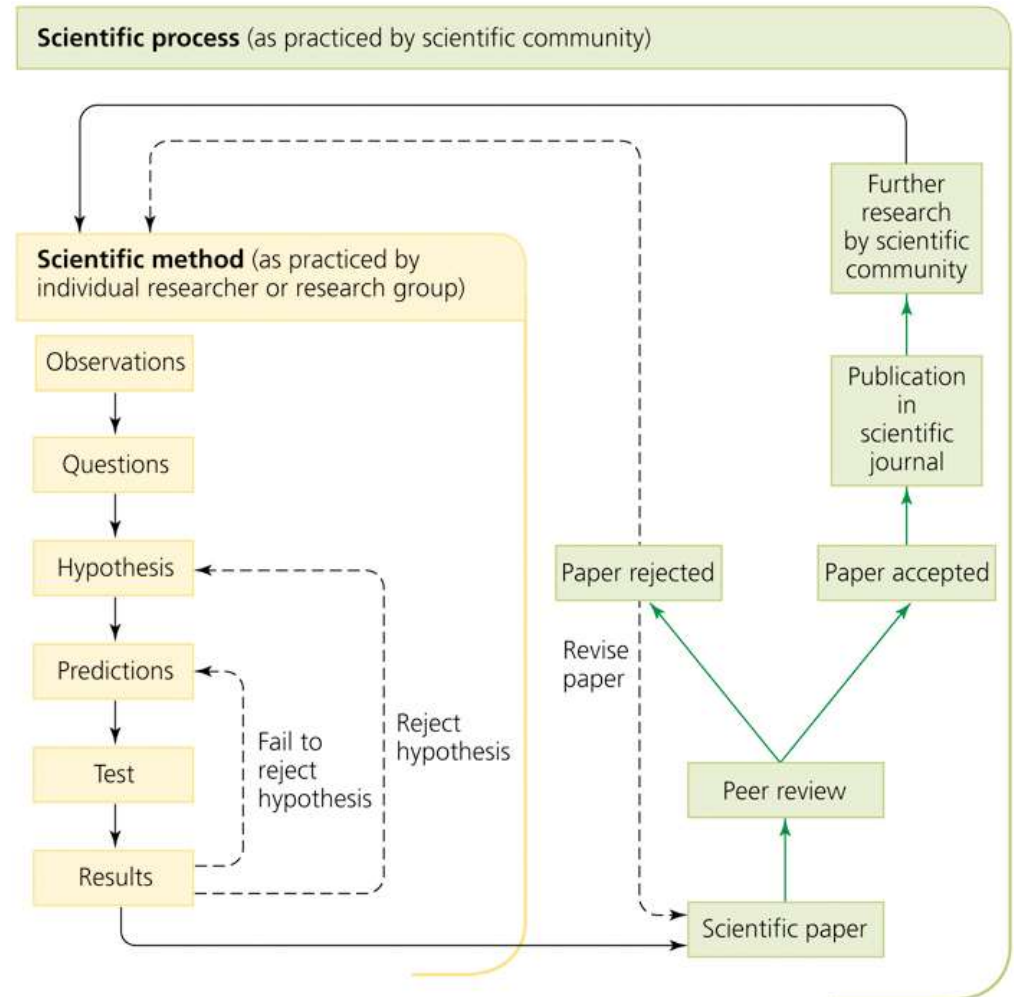 Scientific process (as practiced by scientific community)
Scientific method (as practiced by
individual researcher or research group)
Observations
Questions
Hypothesis
Predictions
Test
Results
Fail to
reject
hypothesis
Reject
hypothesis
Further
research
by scientific
community
Publication
in
scientific
journal
Paper rejected
Paper accepted
Revise
paper
Peer review
Scientific paper